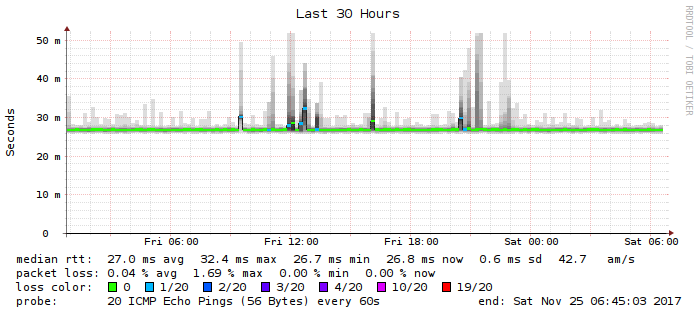 Last 30 Hours
RRDTOOL / TOBI OETIKER
Seconds
50 m
40 m
30 m
20 m
10 m
0
Fri 06:00 Fri 12:00 Fri 18:00 Sat 00:00 Sat 06:00
median rtt: 27.0 ms avg 32.4 ms max 26.7 ms min 26.8 ms now 0.6 ms sd 42.7 am/s
packet loss: 0.04 % avg 1.69 % max 0.00 % min 0.00 % now
loss color: 0 1/20 2/20 3/20 4/20 10/20 19/20
probe: 20 ICMP Echo Pings (56 Bytes) every 60s end: Sat Nov 25 06:45:03 2017